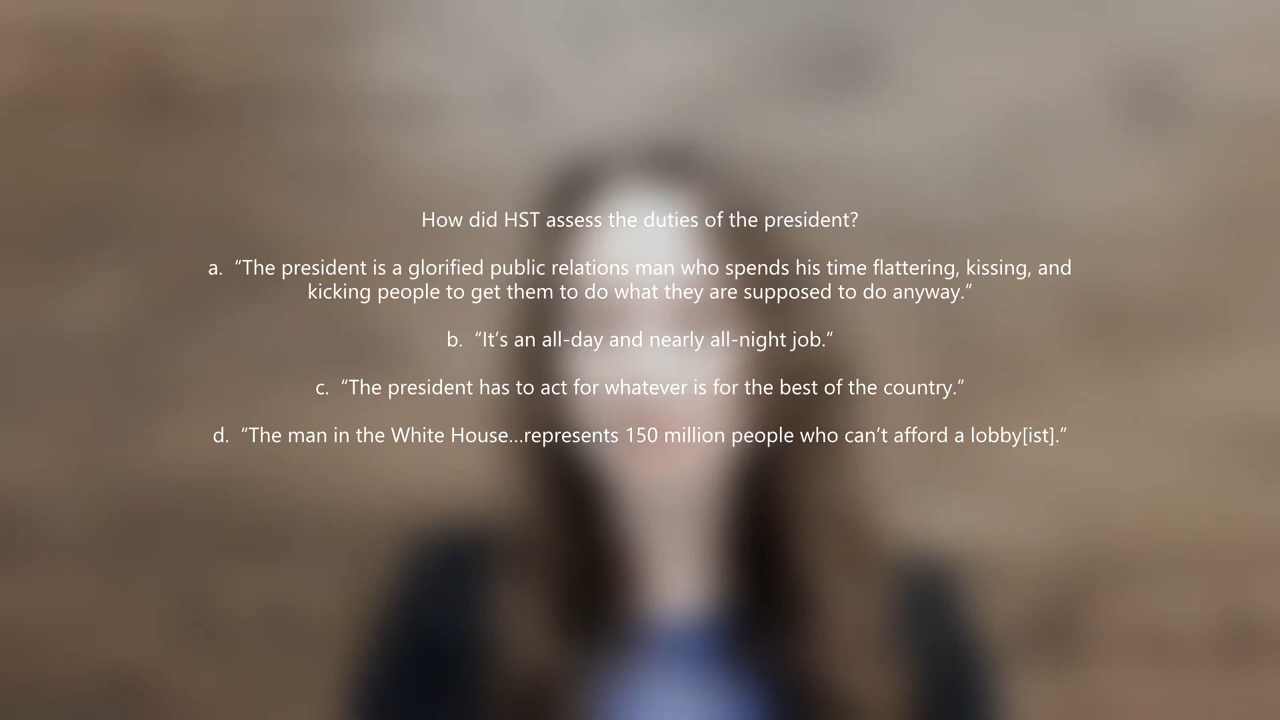 How did HST assess the duties of the president?
a. “The president is a glorified public relations man who spends his time flattering, kissing, and
kicking people to get them to do what they are supposed to do anyway.”
b. “It’s an all-day and nearly all-night job.”
c. “The president has to act for whatever is for the best of the country.”
d. “The man in the White House…represents 150 million people who can’t afford a lobby[ist].”